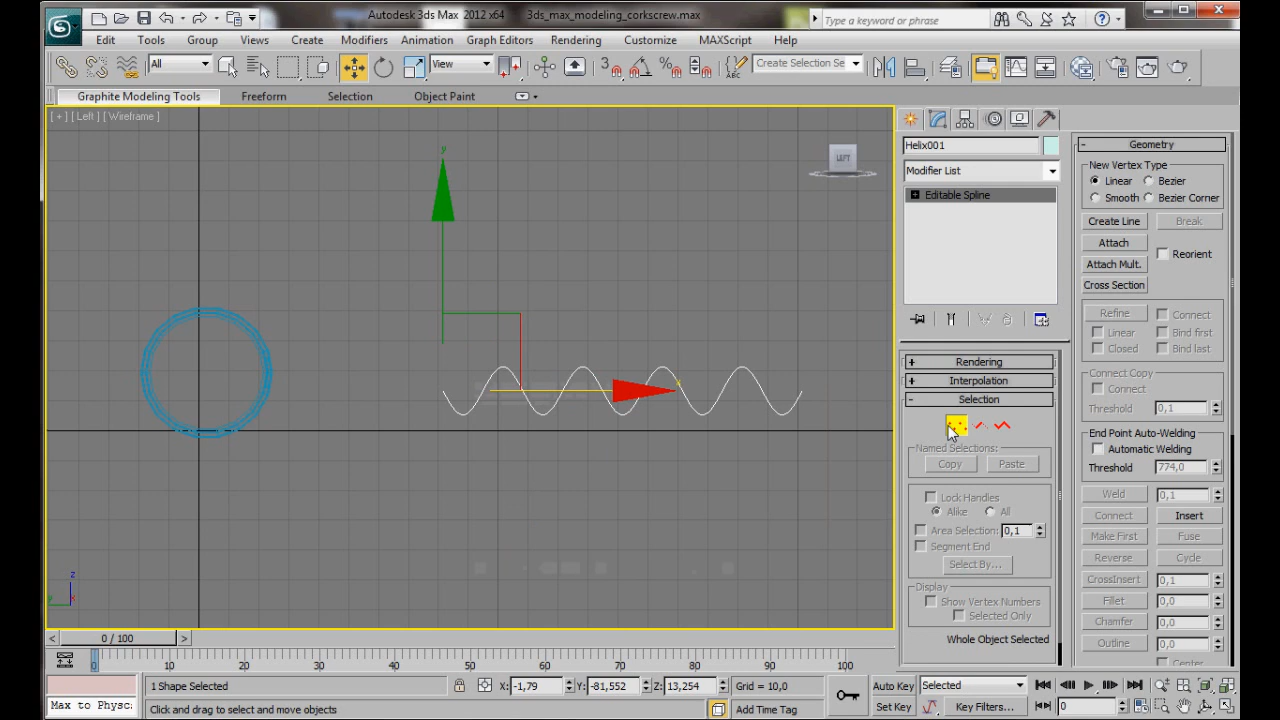 Autodesk 3ds Max 2012 x64 3ds_max_modeling_corkscrew.max
Type a keyword or phrase
Edit Tools Group Views Create Modifiers Animation Graph Editors Rendering Customize MAXScript Help
All View 3 Create Selection Se
Graphite Modeling Tools Freeform Selection Object Paint
[ + ] [ Left ] [ Wireframe ]
LEFT
y
x
z
y x
Helix001
Modifier List
Editable Spline
Rendering
Interpolation
Selection
Named Selections:
Copy Paste
Lock Handles
Alike All
Area Selection: 0,1
Segment End
Select By...
Display
Show Vertex Numbers
Selected Only
Whole Object Selected
Geometry
New Vertex Type
Linear Bezier
Smooth Bezier Corner
Create Line Break
Attach
Reorient
Attach Mult.
Cross Section
Refine Connect
Linear Bind first
Closed Bind last
Connect Copy
Connect
Threshold 0,1
End Point Auto-Welding
Automatic Welding
Threshold 774,0
Weld 0,1
Connect Insert
Make First Fuse
Reverse Cycle
CrossInsert 0,1
Fillet 0,0
Chamfer 0,0
Outline 0,0
Center
< 0 / 100 >
0 10 20 30 40 50 60 70 80 90 100
1 Shape Selected X: -1,79 Y: -81,552 Z: 13,254 Grid = 10,0
Auto Key Selected
Max to Physc: Click and drag to select and move objects Add Time Tag
Set Key Key Filters... 0